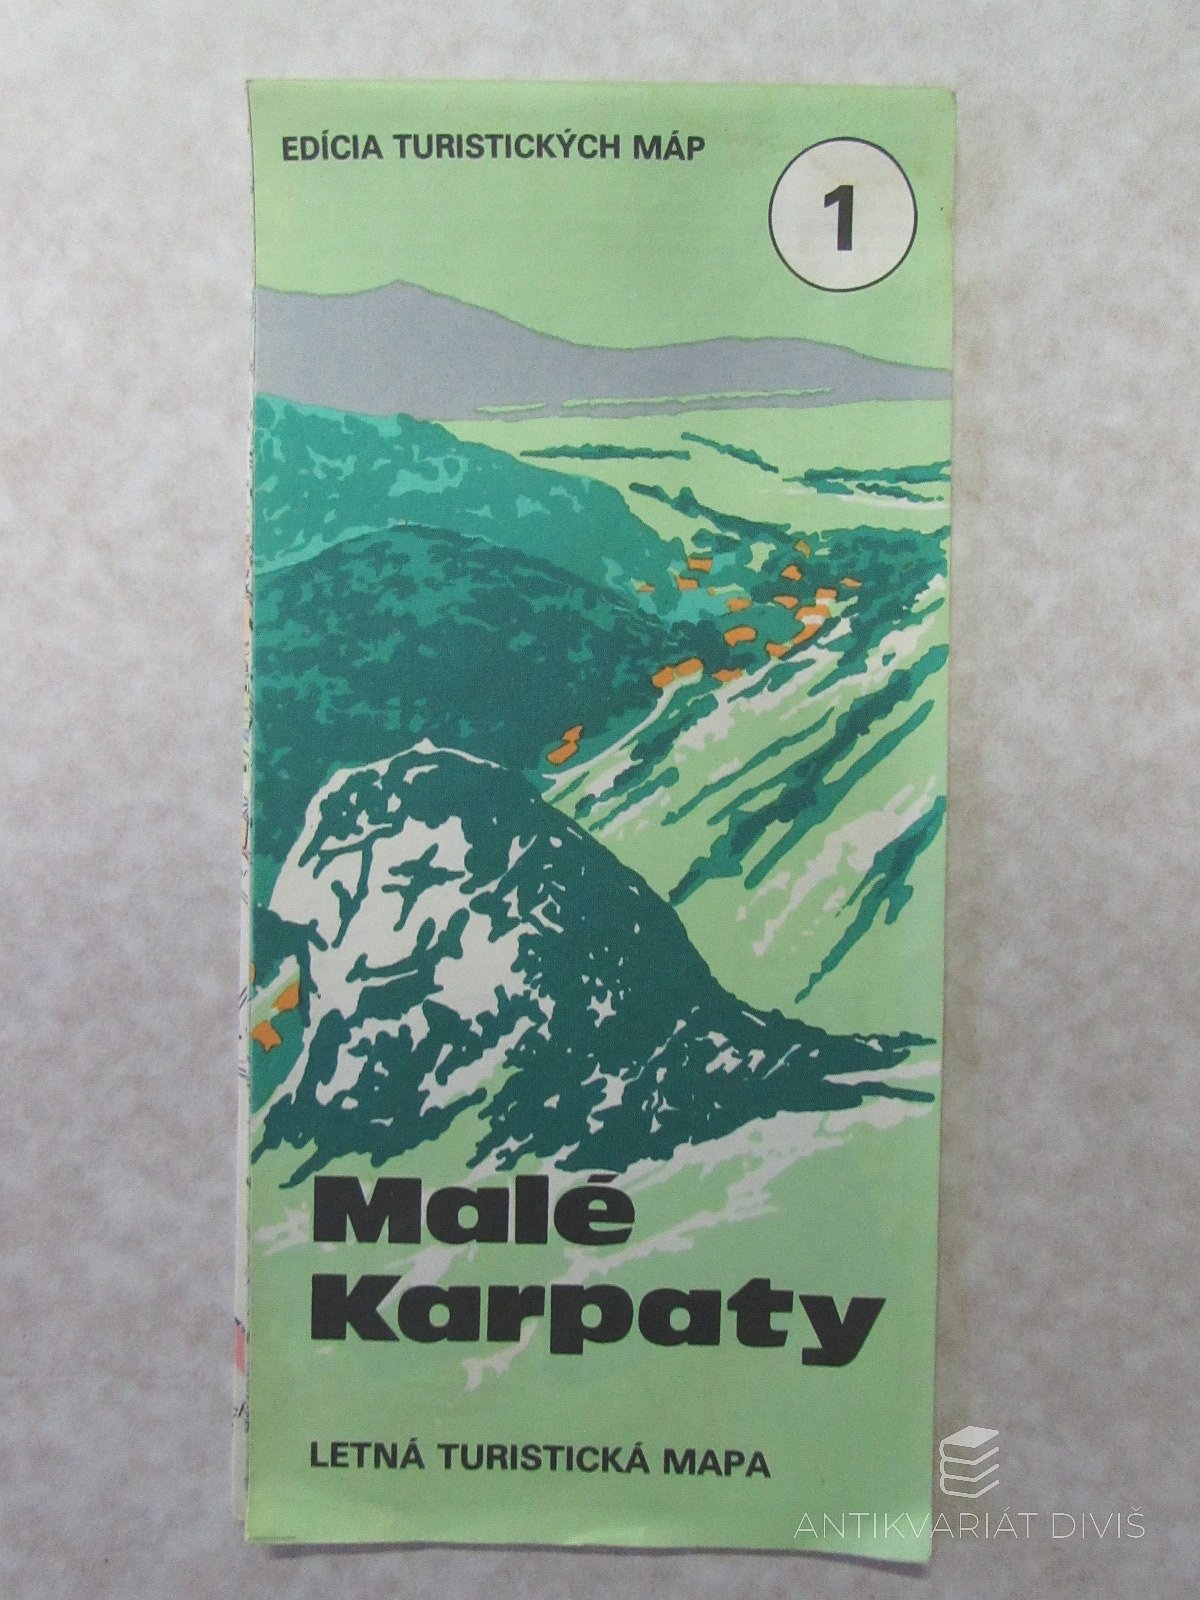 EDÍCIA TURISTICKÝCH MÁP
1
Malé
Karpaty
LETNÁ TURISTICKÁ MAPA
ANTIKVARIÁT DIVIŠ